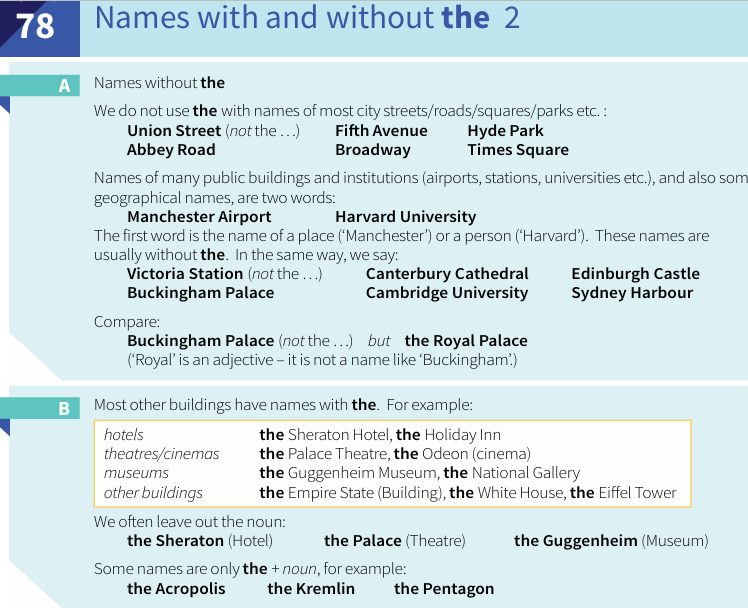 78
Names with and without the 2
A
Names without the
We do not use the with names of most city streets/roads/squares/parks etc. :
Union Street (not the …) Fifth Avenue Hyde Park
Abbey Road Broadway Times Square
Names of many public buildings and institutions (airports, stations, universities etc.), and also som
geographical names, are two words:
Manchester Airport Harvard University
The first word is the name of a place (‘Manchester’) or a person (‘Harvard’). These names are
usually without the. In the same way, we say:
Victoria Station (not the …) Canterbury Cathedral Edinburgh Castle
Buckingham Palace Cambridge University Sydney Harbour
Compare:
Buckingham Palace (not the …) but the Royal Palace
(‘Royal’ is an adjective – it is not a name like ‘Buckingham’.)
B
Most other buildings have names with the. For example:
hotels the Sheraton Hotel, the Holiday Inn
theatres/cinemas the Palace Theatre, the Odeon (cinema)
museums the Guggenheim Museum, the National Gallery
other buildings the Empire State (Building), the White House, the Eiffel Tower
We often leave out the noun:
the Sheraton (Hotel) the Palace (Theatre) the Guggenheim (Museum)
Some names are only the + noun, for example:
the Acropolis the Kremlin the Pentagon